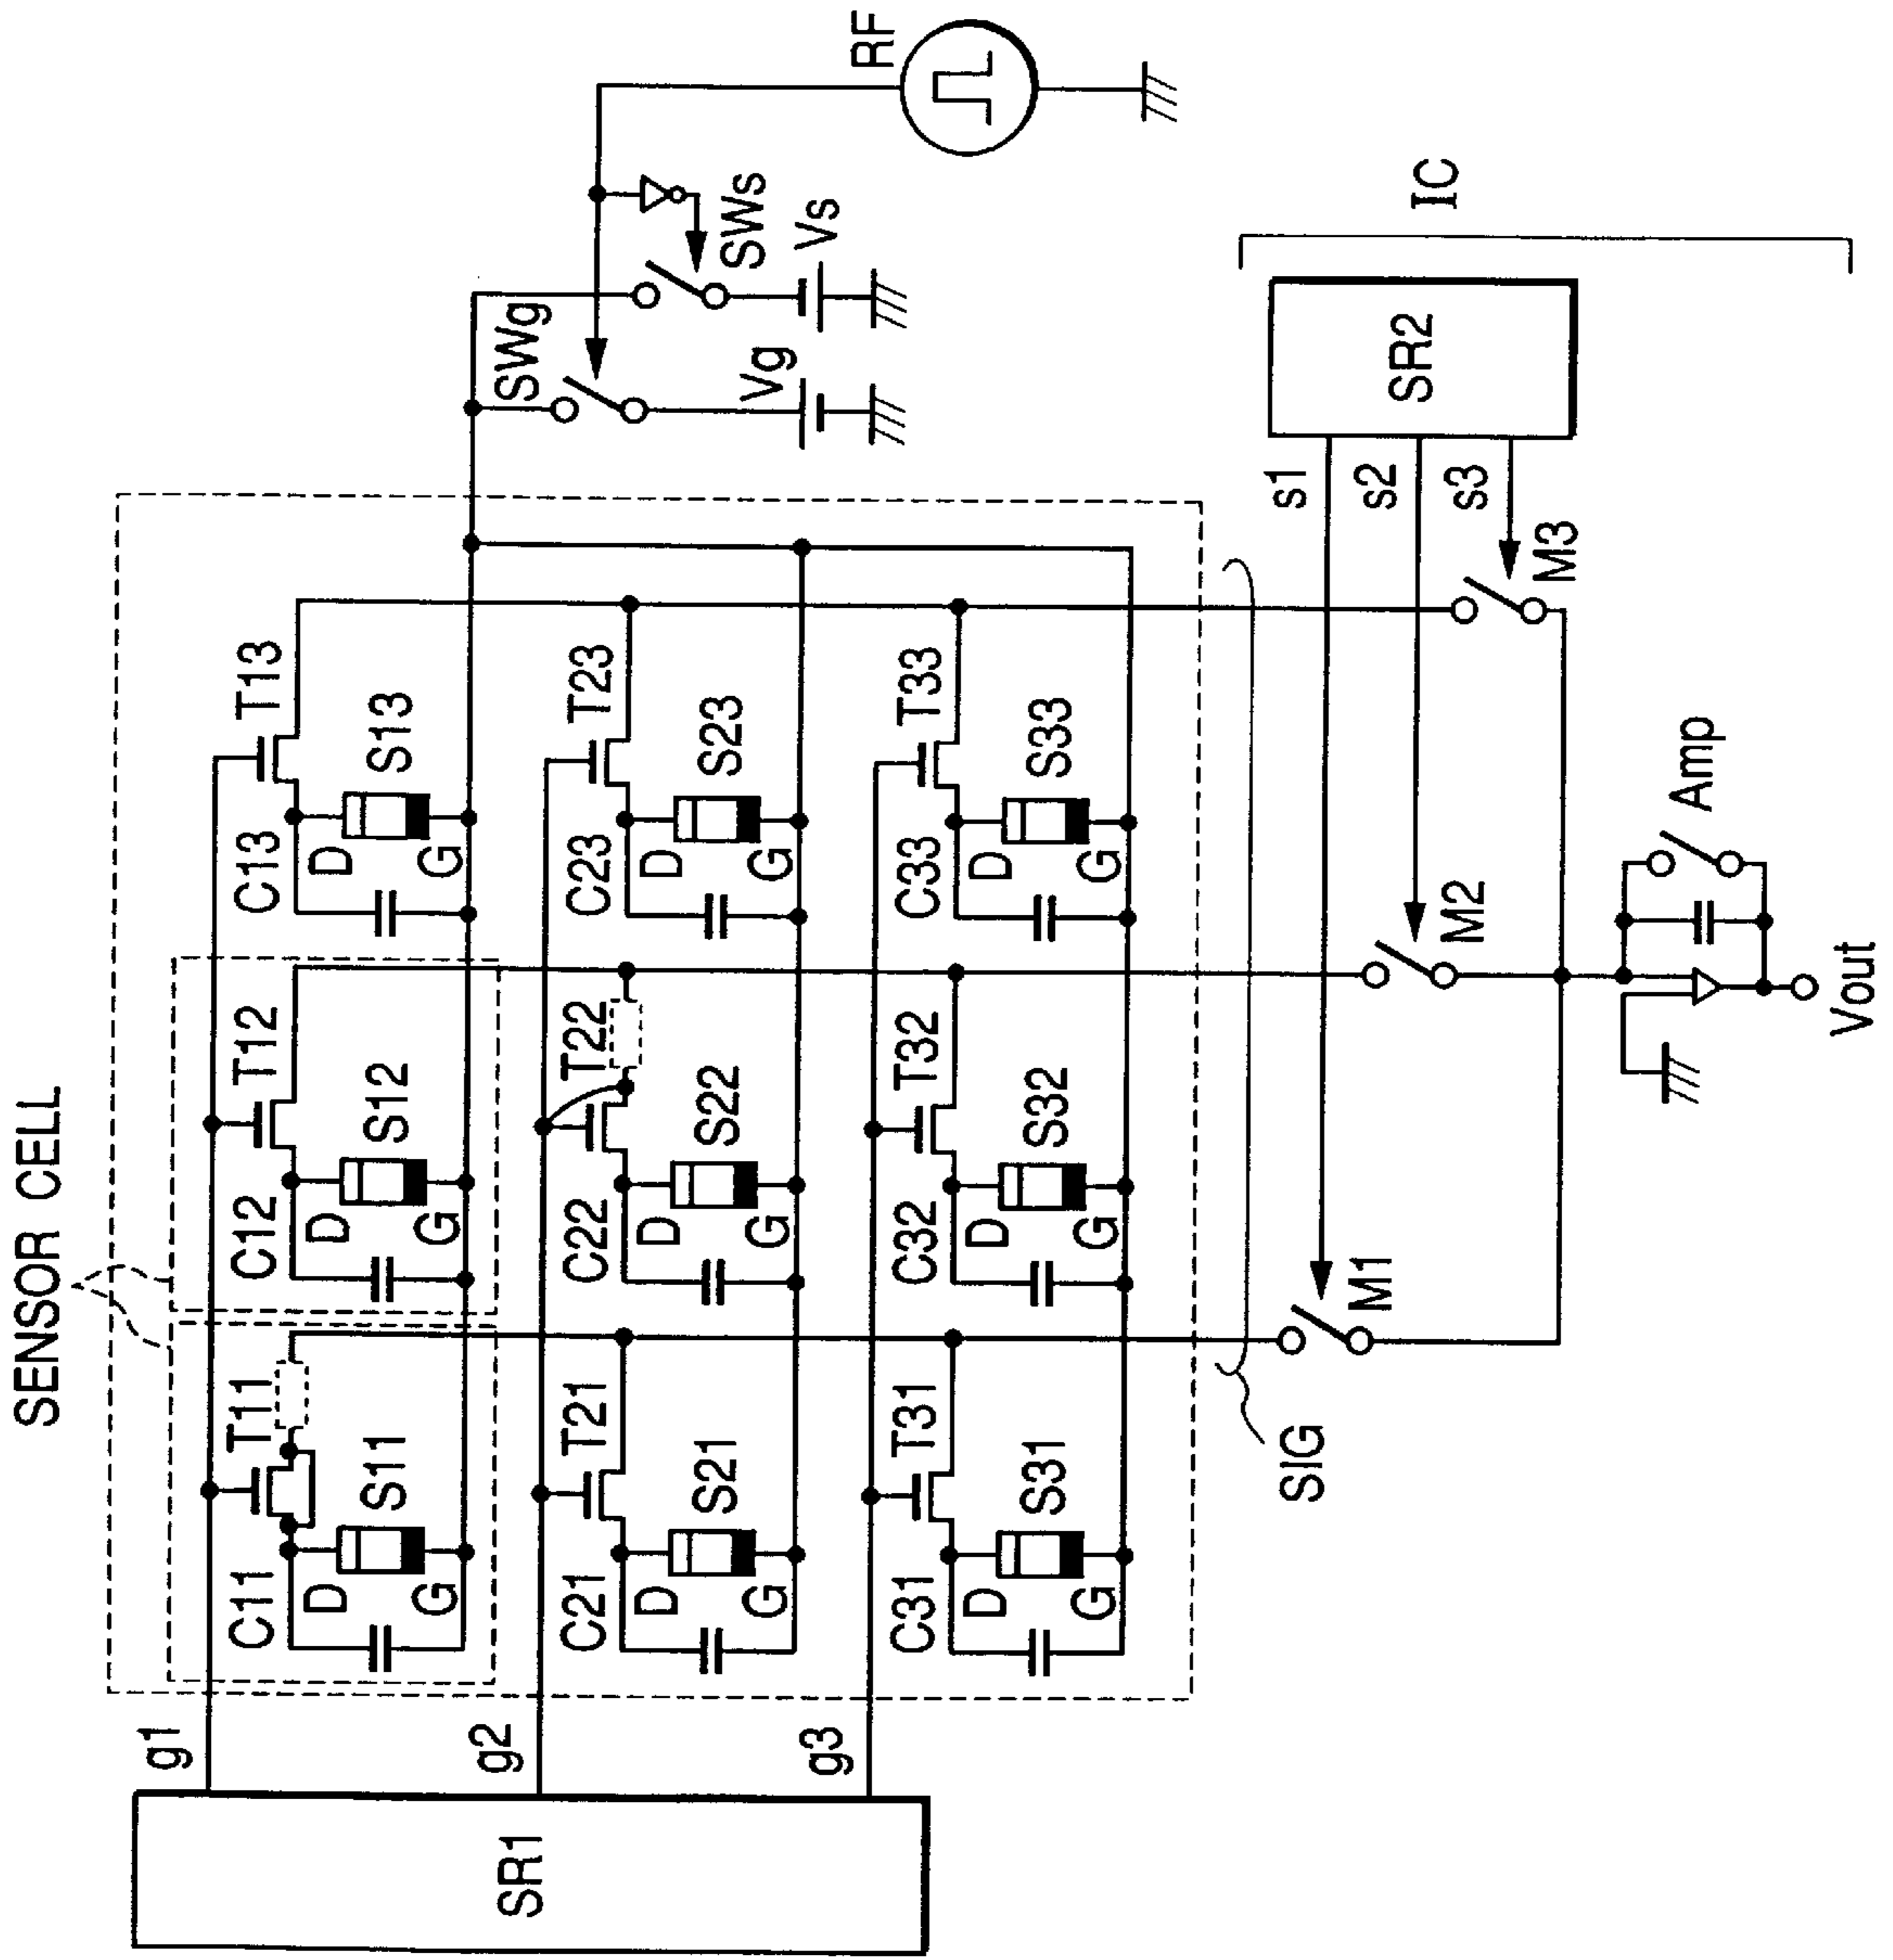 SENSOR CELL
g1
C11
T11
D
S11
G
C12
T12
D
S12
G
C13
T13
D
S13
G
g2
C21
T21
D
S21
G
C22
T22
D
S22
G
C23
T23
D
S23
G
g3
C31
T31
D
S31
G
C32
T32
D
S32
G
C33
T33
D
S33
G
SR1
SWg
SWs
Vg
Vs
RF
SIG
s1
s2
s3
SR2
IC
M1
M2
M3
Amp
Vout